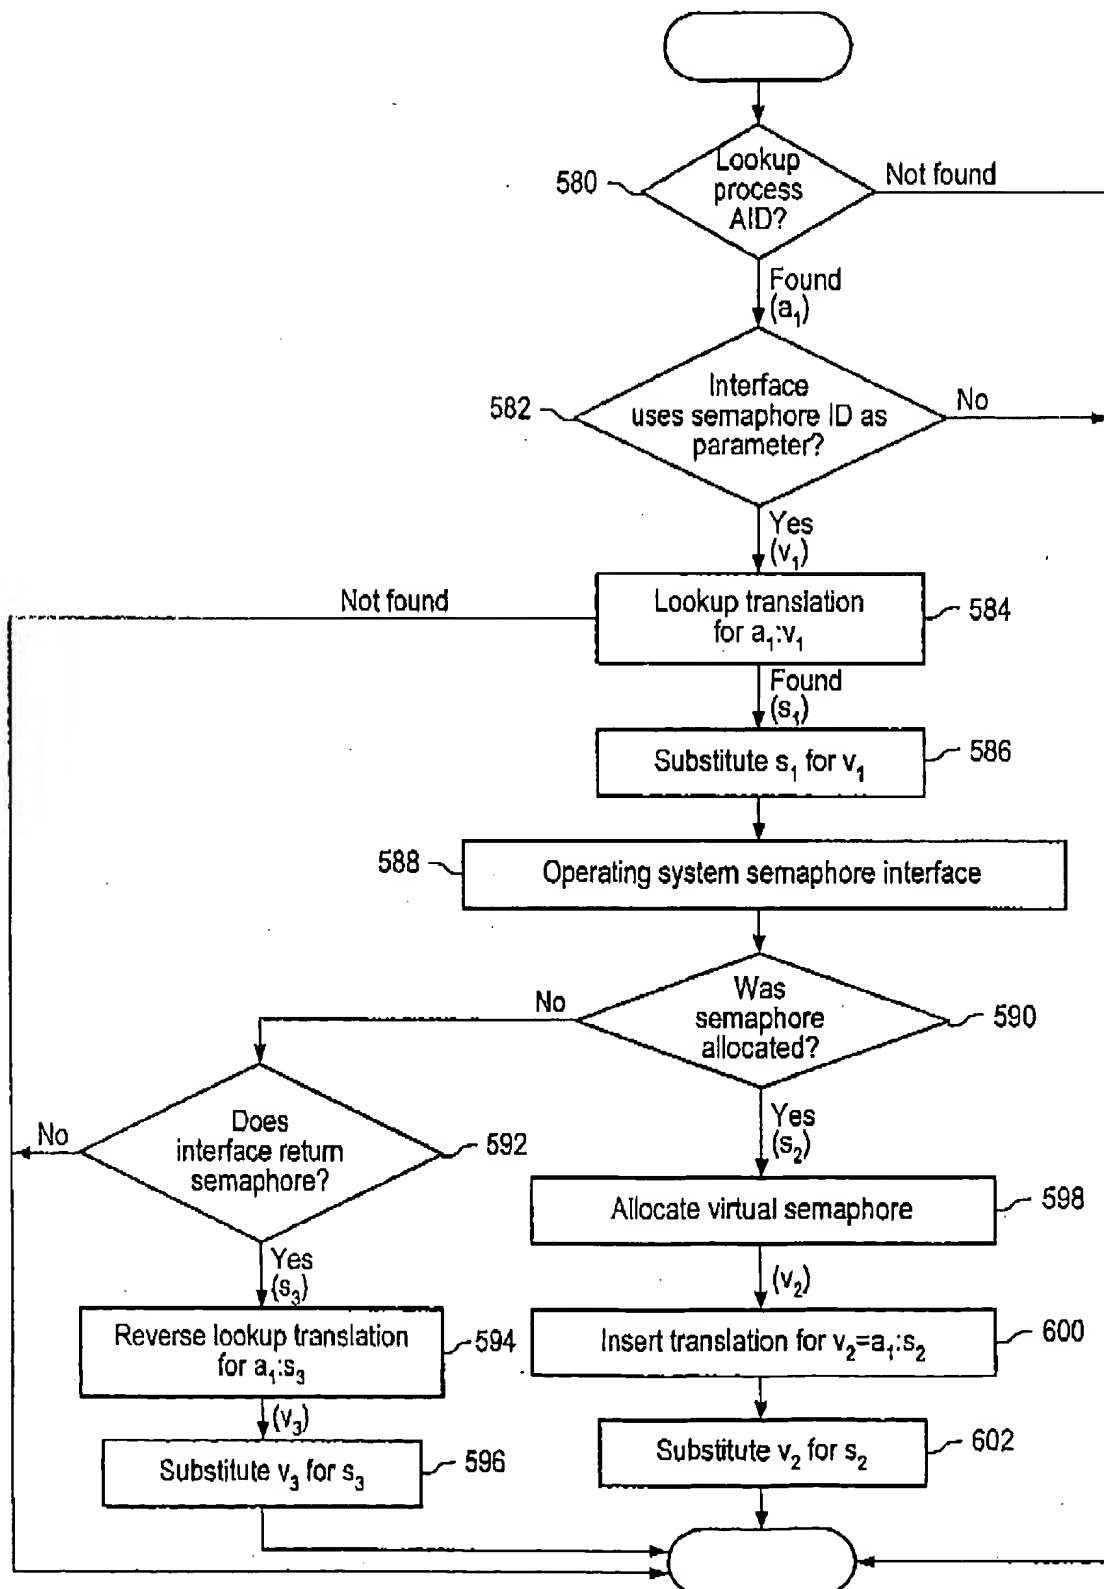 Lookup
process
AID?
580
Not found
Found
(a₁)
Interface
uses semaphore ID as
parameter?
582
No
Yes
(v₁)
Not found
Lookup translation
for a₁:v₁
584
Found
(s₁)
Substitute s₁ for v₁
586
588
Operating system semaphore interface
No
Was
semaphore
allocated?
590
No
Does
interface return
semaphore?
592
Yes
(s₂)
Allocate virtual semaphore
598
Yes
(s₃)
(v₂)
Reverse lookup translation
for a₁:s₃
594
Insert translation for v₂=a₁:s₂
600
(v₃)
Substitute v₃ for s₃
596
Substitute v₂ for s₂
602